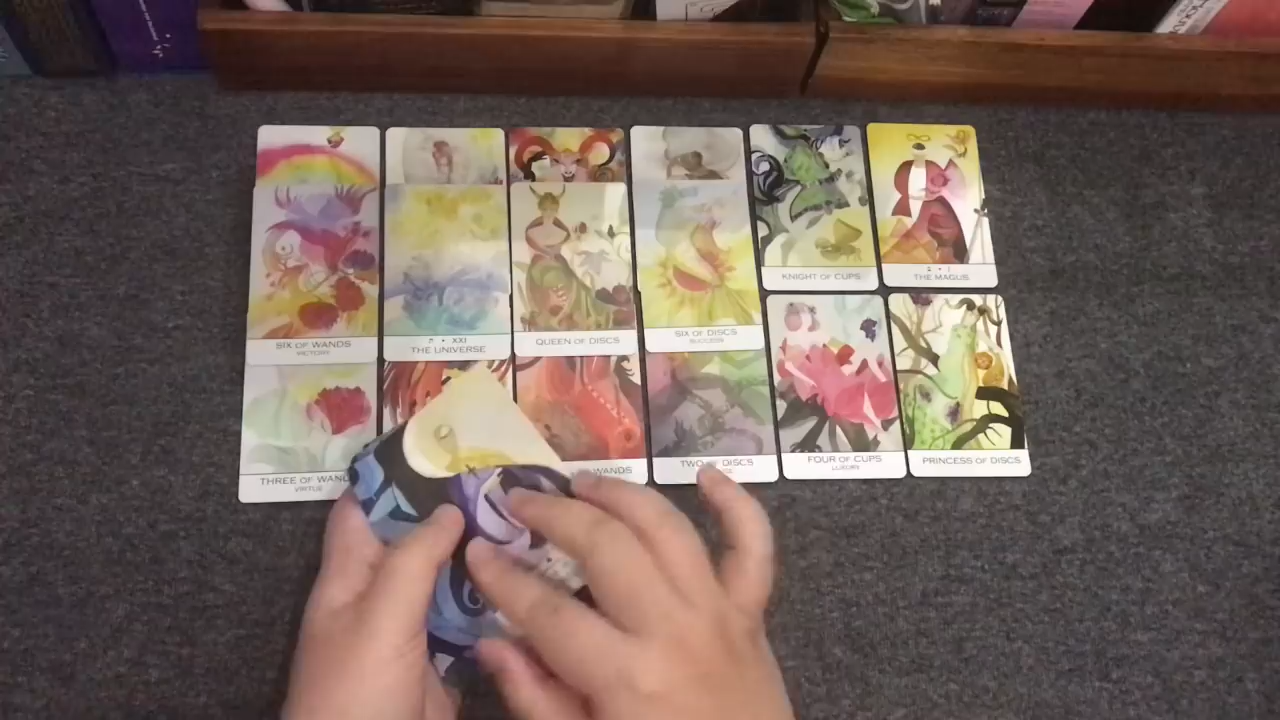 KNIGHT OF CUPS
THE MAGUS
SIX OF WANDS
VICTORY
XXI
THE UNIVERSE
QUEEN OF DISCS
SIX OF DISCS
SUCCESS
THREE OF WAND
VIRTUE
WANDS
TWO OF DISCS
FOUR OF CUPS
LUXURY
PRINCESS OF DISCS